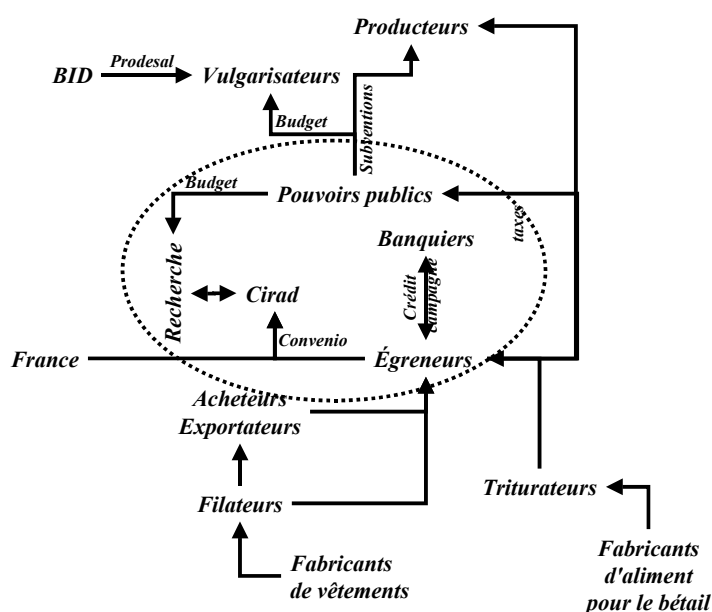 Producteurs
Prodesal
BID
Vulgarisateurs
Budget
Subventions
Budget
Pouvoirs publics
taxes
Banquiers
Recherche
Cirad
Crédit
campagne
Convenio
France
Égreneurs
Acheteurs
Exportateurs
Filateurs
Triturateurs
Fabricants
de vêtements
Fabricants
d'aliment
pour le bétail